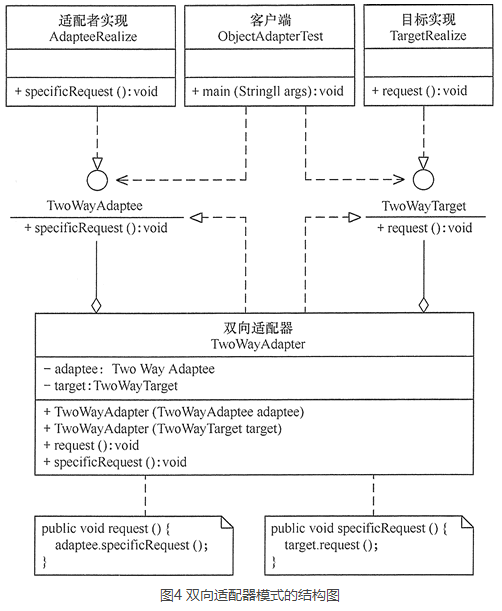 适配者实现
AdapteeRealize
+ specificRequest ():void
客户端
ObjectAdapterTest
+ main (Stringll args):void
目标实现
TargetRealize
+ request ():void
TwoWayAdaptee
+ specificRequest ():void
TwoWayTarget
+ request ():void
双向适配器
TwoWayAdapter
- adaptee: Two Way Adaptee
- target:TwoWayTarget
+ TwoWayAdapter (TwoWayAdaptee adaptee)
+ TwoWayAdapter (TwoWayTarget target)
+ request ():void
+ specificRequest ():void
public void request () {
adaptee.specificRequest ();
}
public void specificRequest () {
target.request ();
}
图4 双向适配器模式的结构图